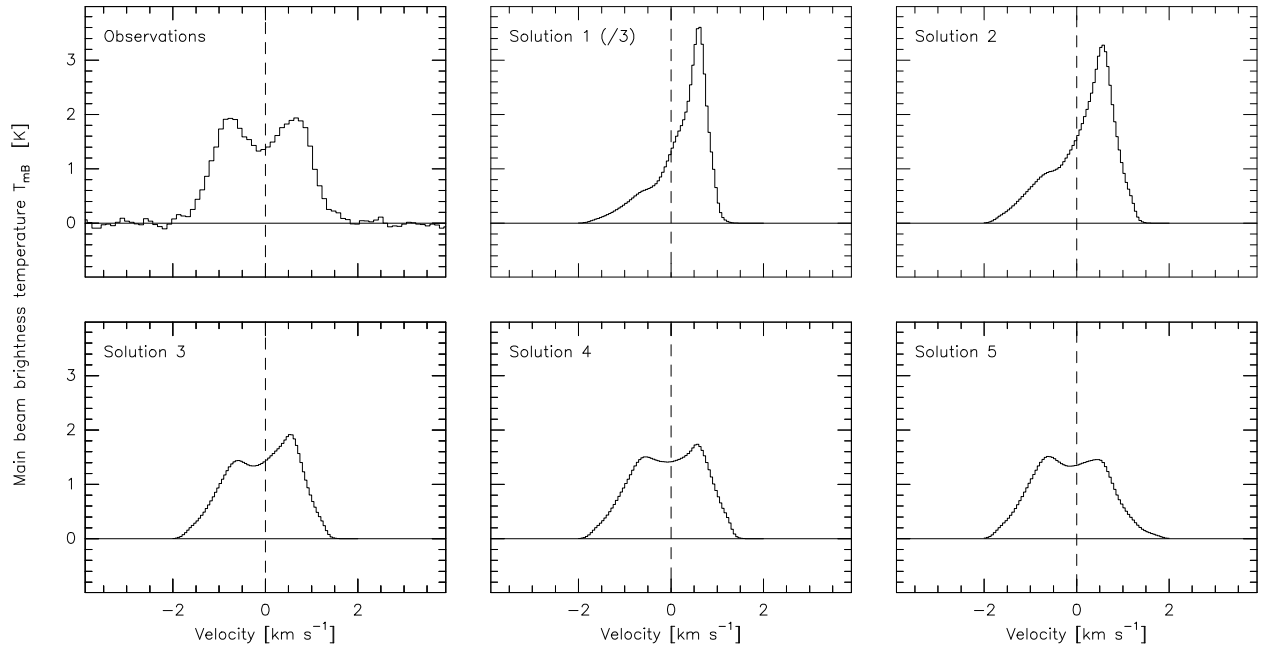 Observations
Solution 1 (/3)
Solution 2
3
2
1
0
Main beam brightness temperature T_mB [K]
Solution 3
Solution 4
Solution 5
3
2
1
0
−2 0 2
−2 0 2
−2 0 2
Velocity [km s⁻¹]
Velocity [km s⁻¹]
Velocity [km s⁻¹]